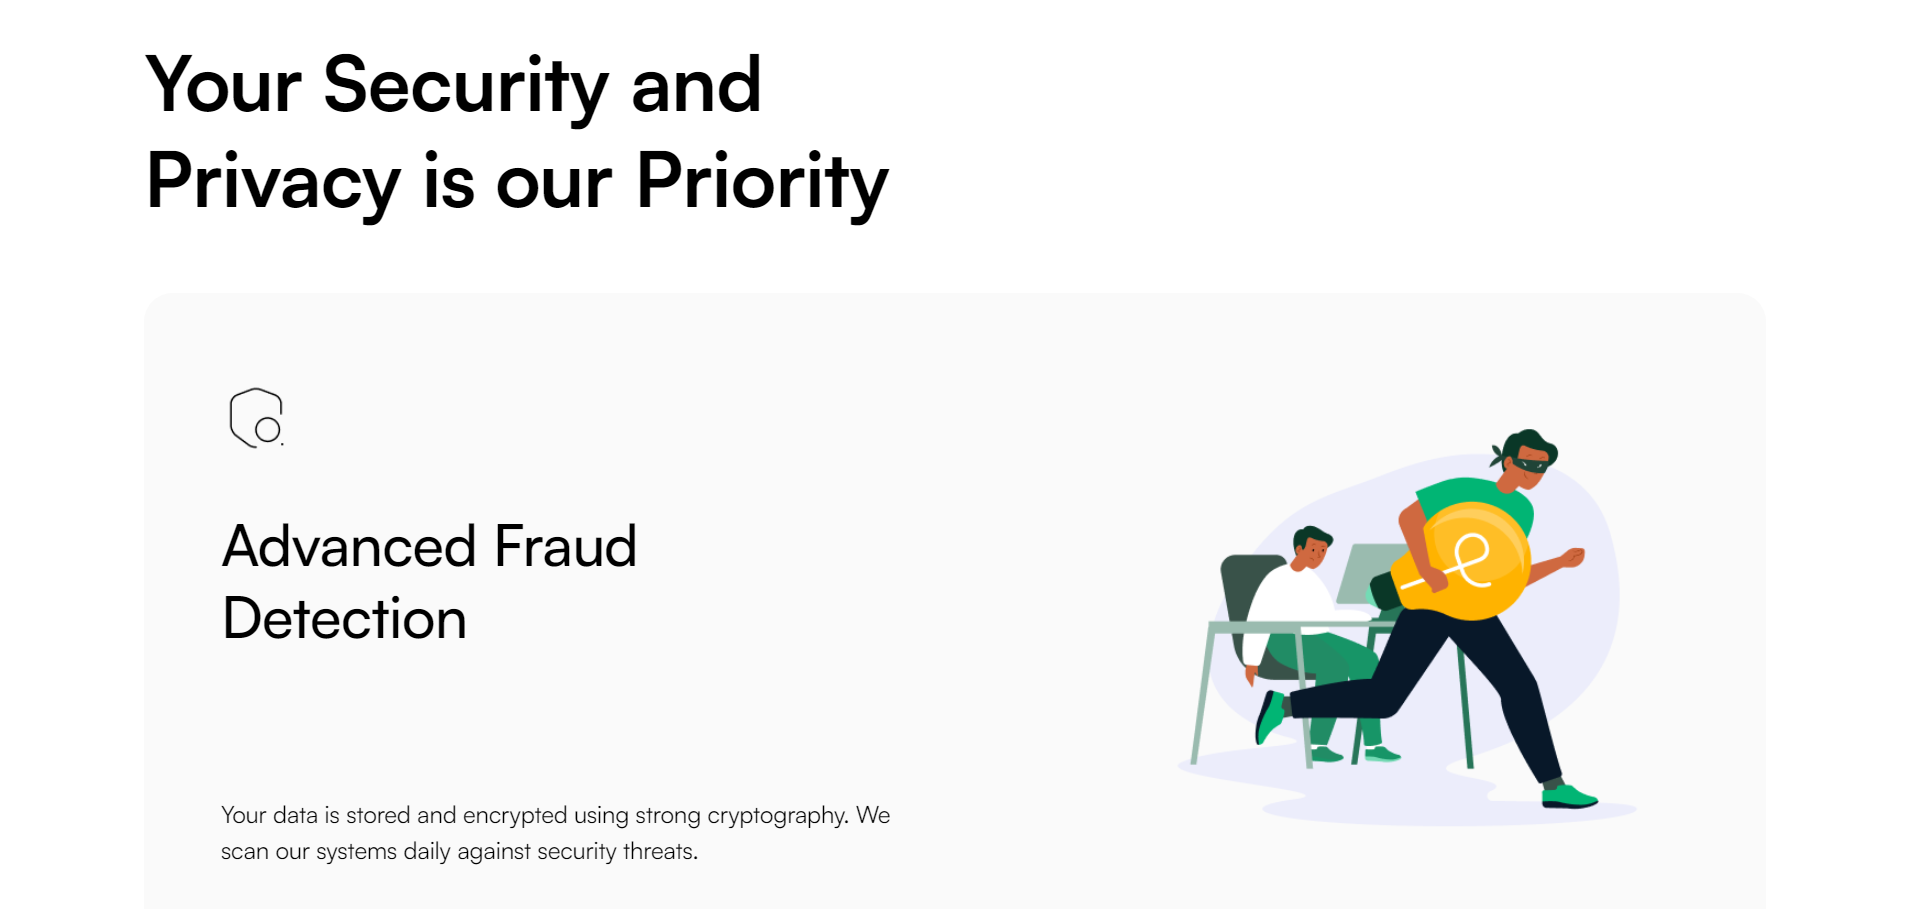 Your Security and
Privacy is our Priority
Advanced Fraud
Detection
Your data is stored and encrypted using strong cryptography. We
scan our systems daily against security threats.